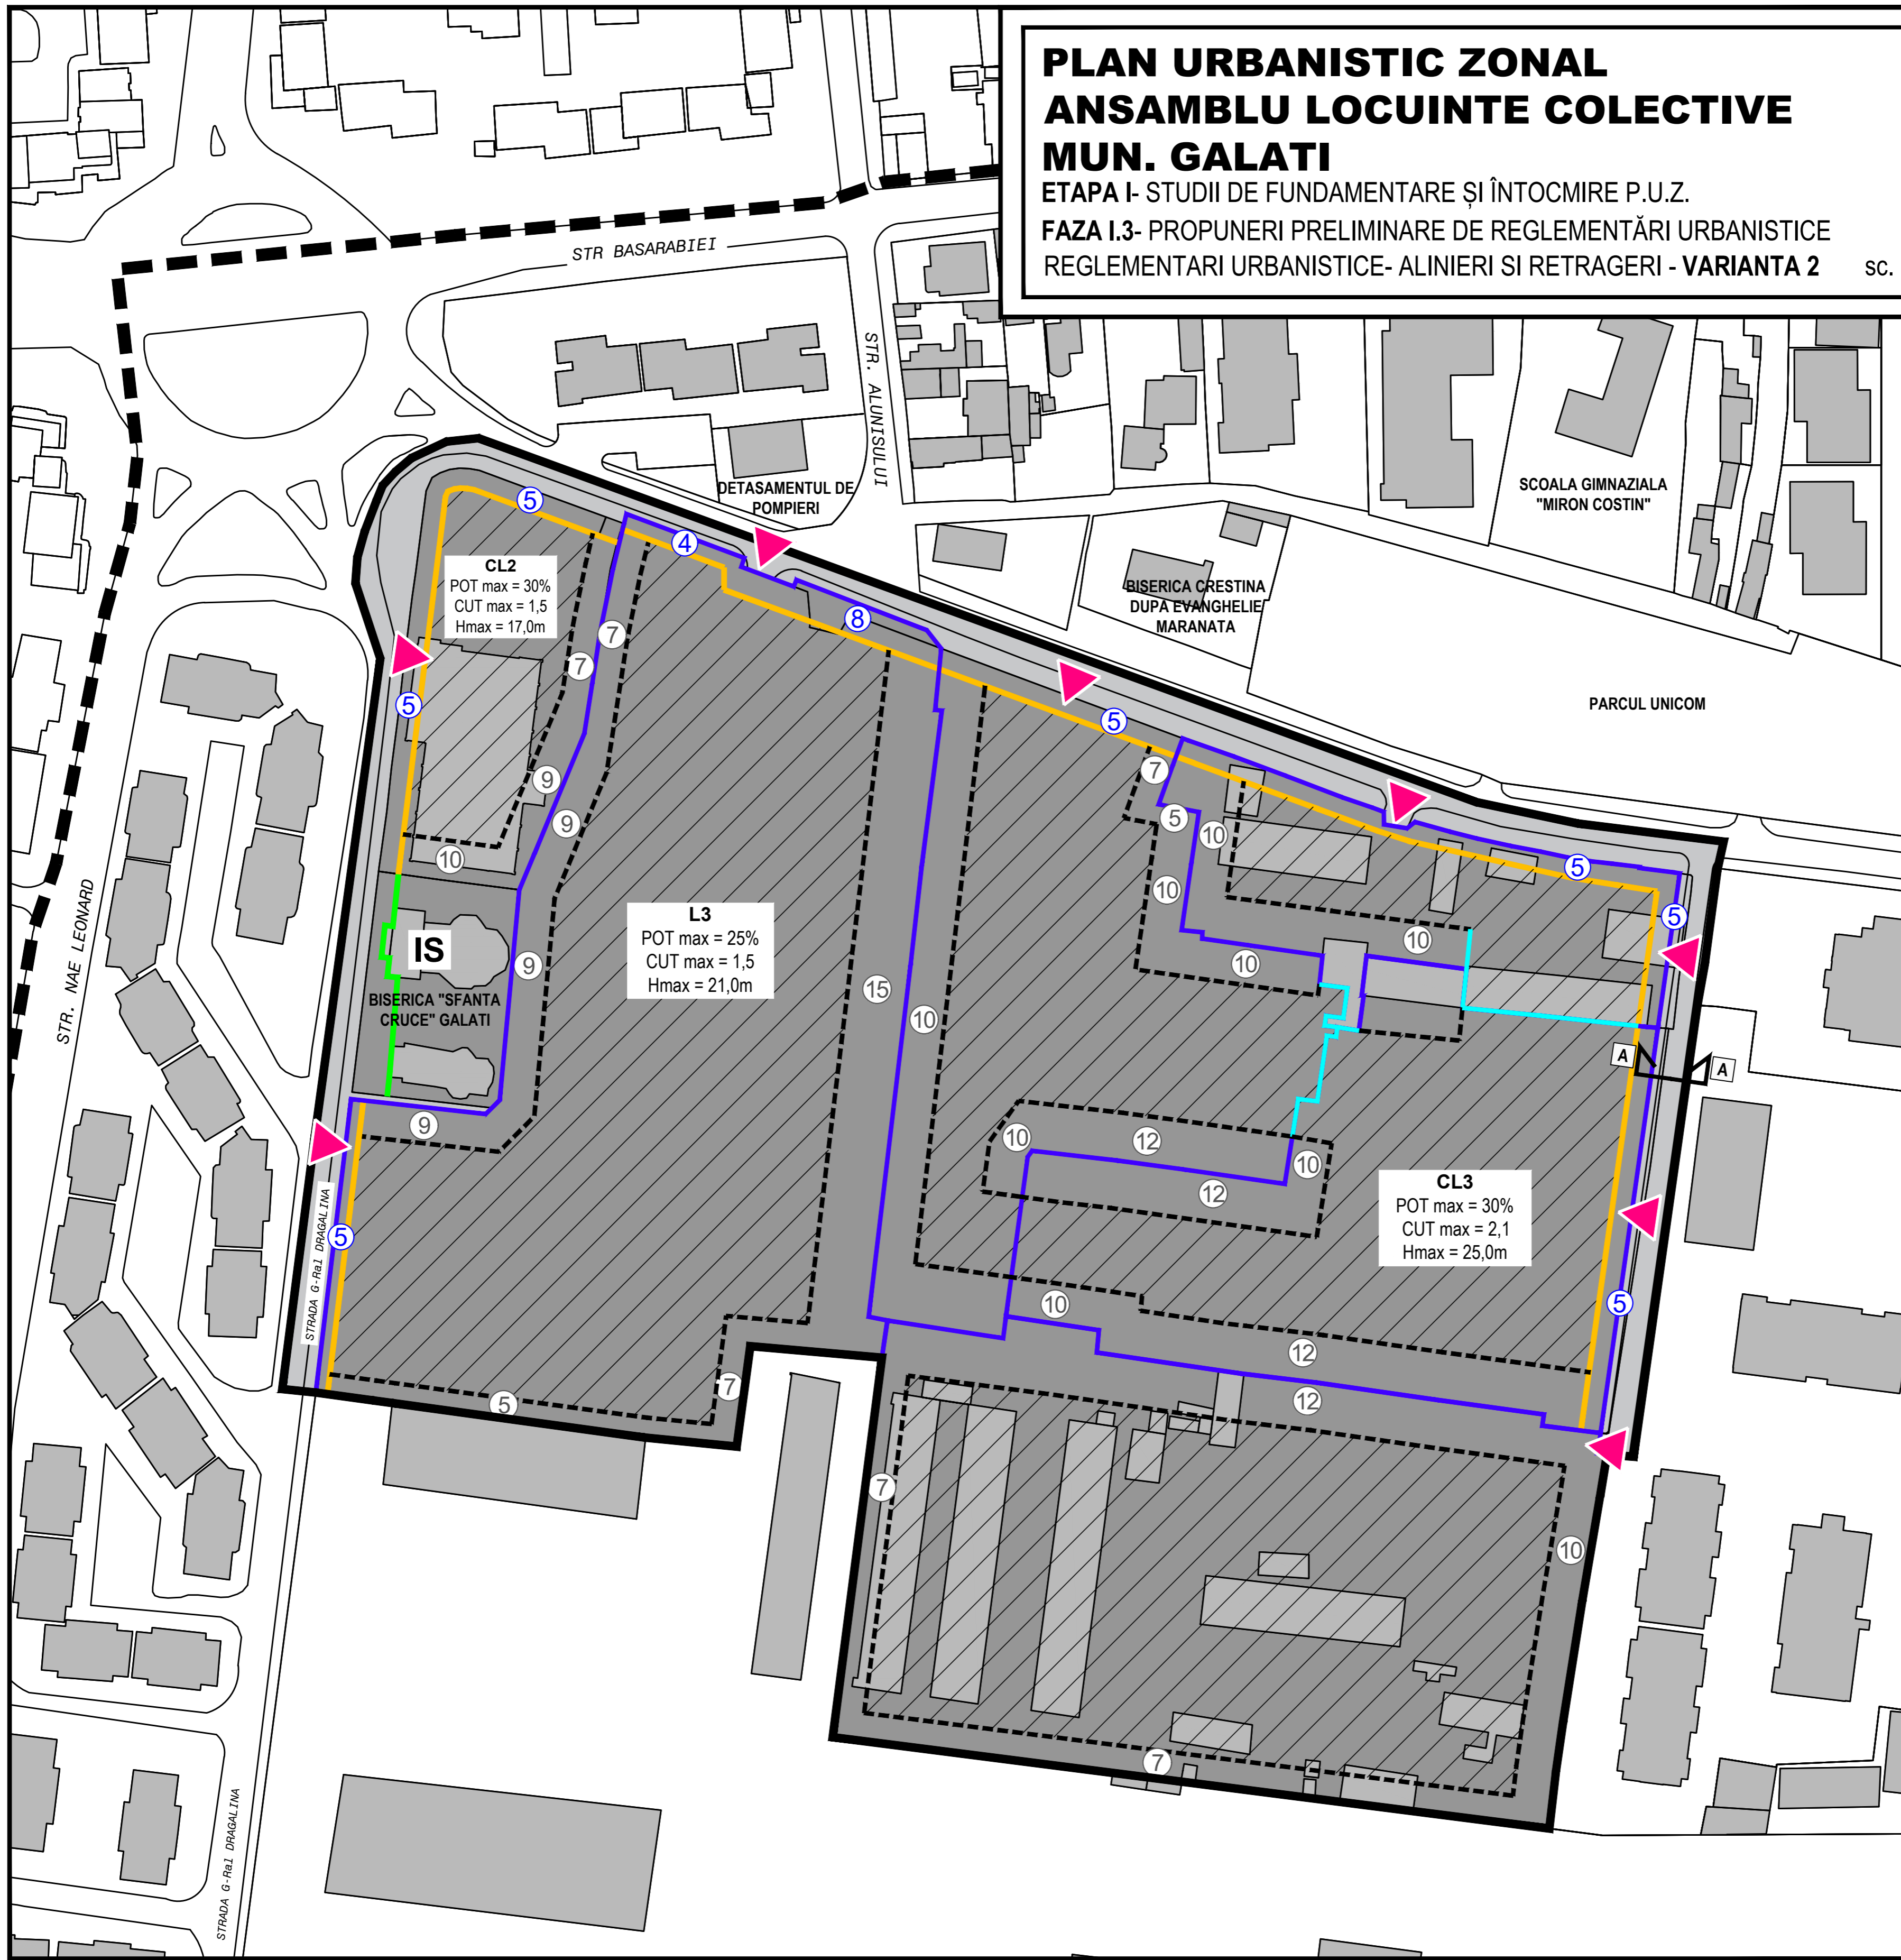 PLAN URBANISTIC ZONAL
ANSAMBLU LOCUINTE COLECTIVE
MUN. GALATI
ETAPA I- STUDII DE FUNDAMENTARE ȘI ÎNTOCMIRE P.U.Z.
FAZA I.3- PROPUNERI PRELIMINARE DE REGLEMENTĂRI URBANISTICE
REGLEMENTARI URBANISTICE- ALINIERI SI RETRAGERI - VARIANTA 2 sc.
STR BASARABIEI
STR. ALUNISULUI
DETASAMENTUL DE
POMPIERI
SCOALA GIMNAZIALA
"MIRON COSTIN"
BISERICA CRESTINA
DUPA EVANGHELIE
MARANATA
PARCUL UNICOM
5
4
8
CL2
POT max = 30%
CUT max = 1,5
Hmax = 17,0m
7
7
5
5
7
9
5
10
9
10
5
10
5
L3
POT max = 25%
CUT max = 1,5
Hmax = 21,0m
IS
BISERICA "SFANTA
CRUCE" GALATI
9
10
10
15
10
STR. NAE LEONARD
A
A
9
10
12
10
12
CL3
POT max = 30%
CUT max = 2,1
Hmax = 25,0m
STRADA G-Ral DRAGALINA
5
10
5
12
7
5
12
7
10
7
STRADA G-Ral DRAGALINA